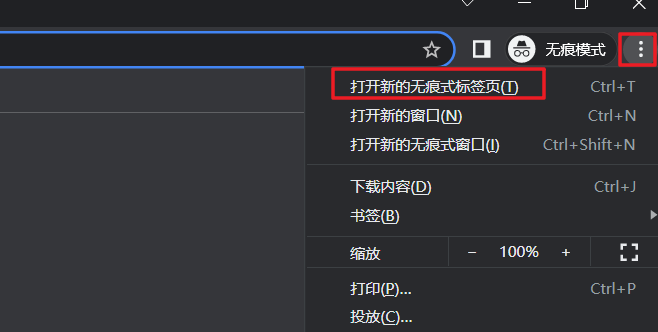 无痕模式
打开新的无痕式标签页(T) Ctrl+T
打开新的窗口(N) Ctrl+N
打开新的无痕式窗口(I) Ctrl+Shift+N
下载内容(D) Ctrl+J
书签(B)
缩放 − 100% +
打印(P)... Ctrl+P
投放(C)...